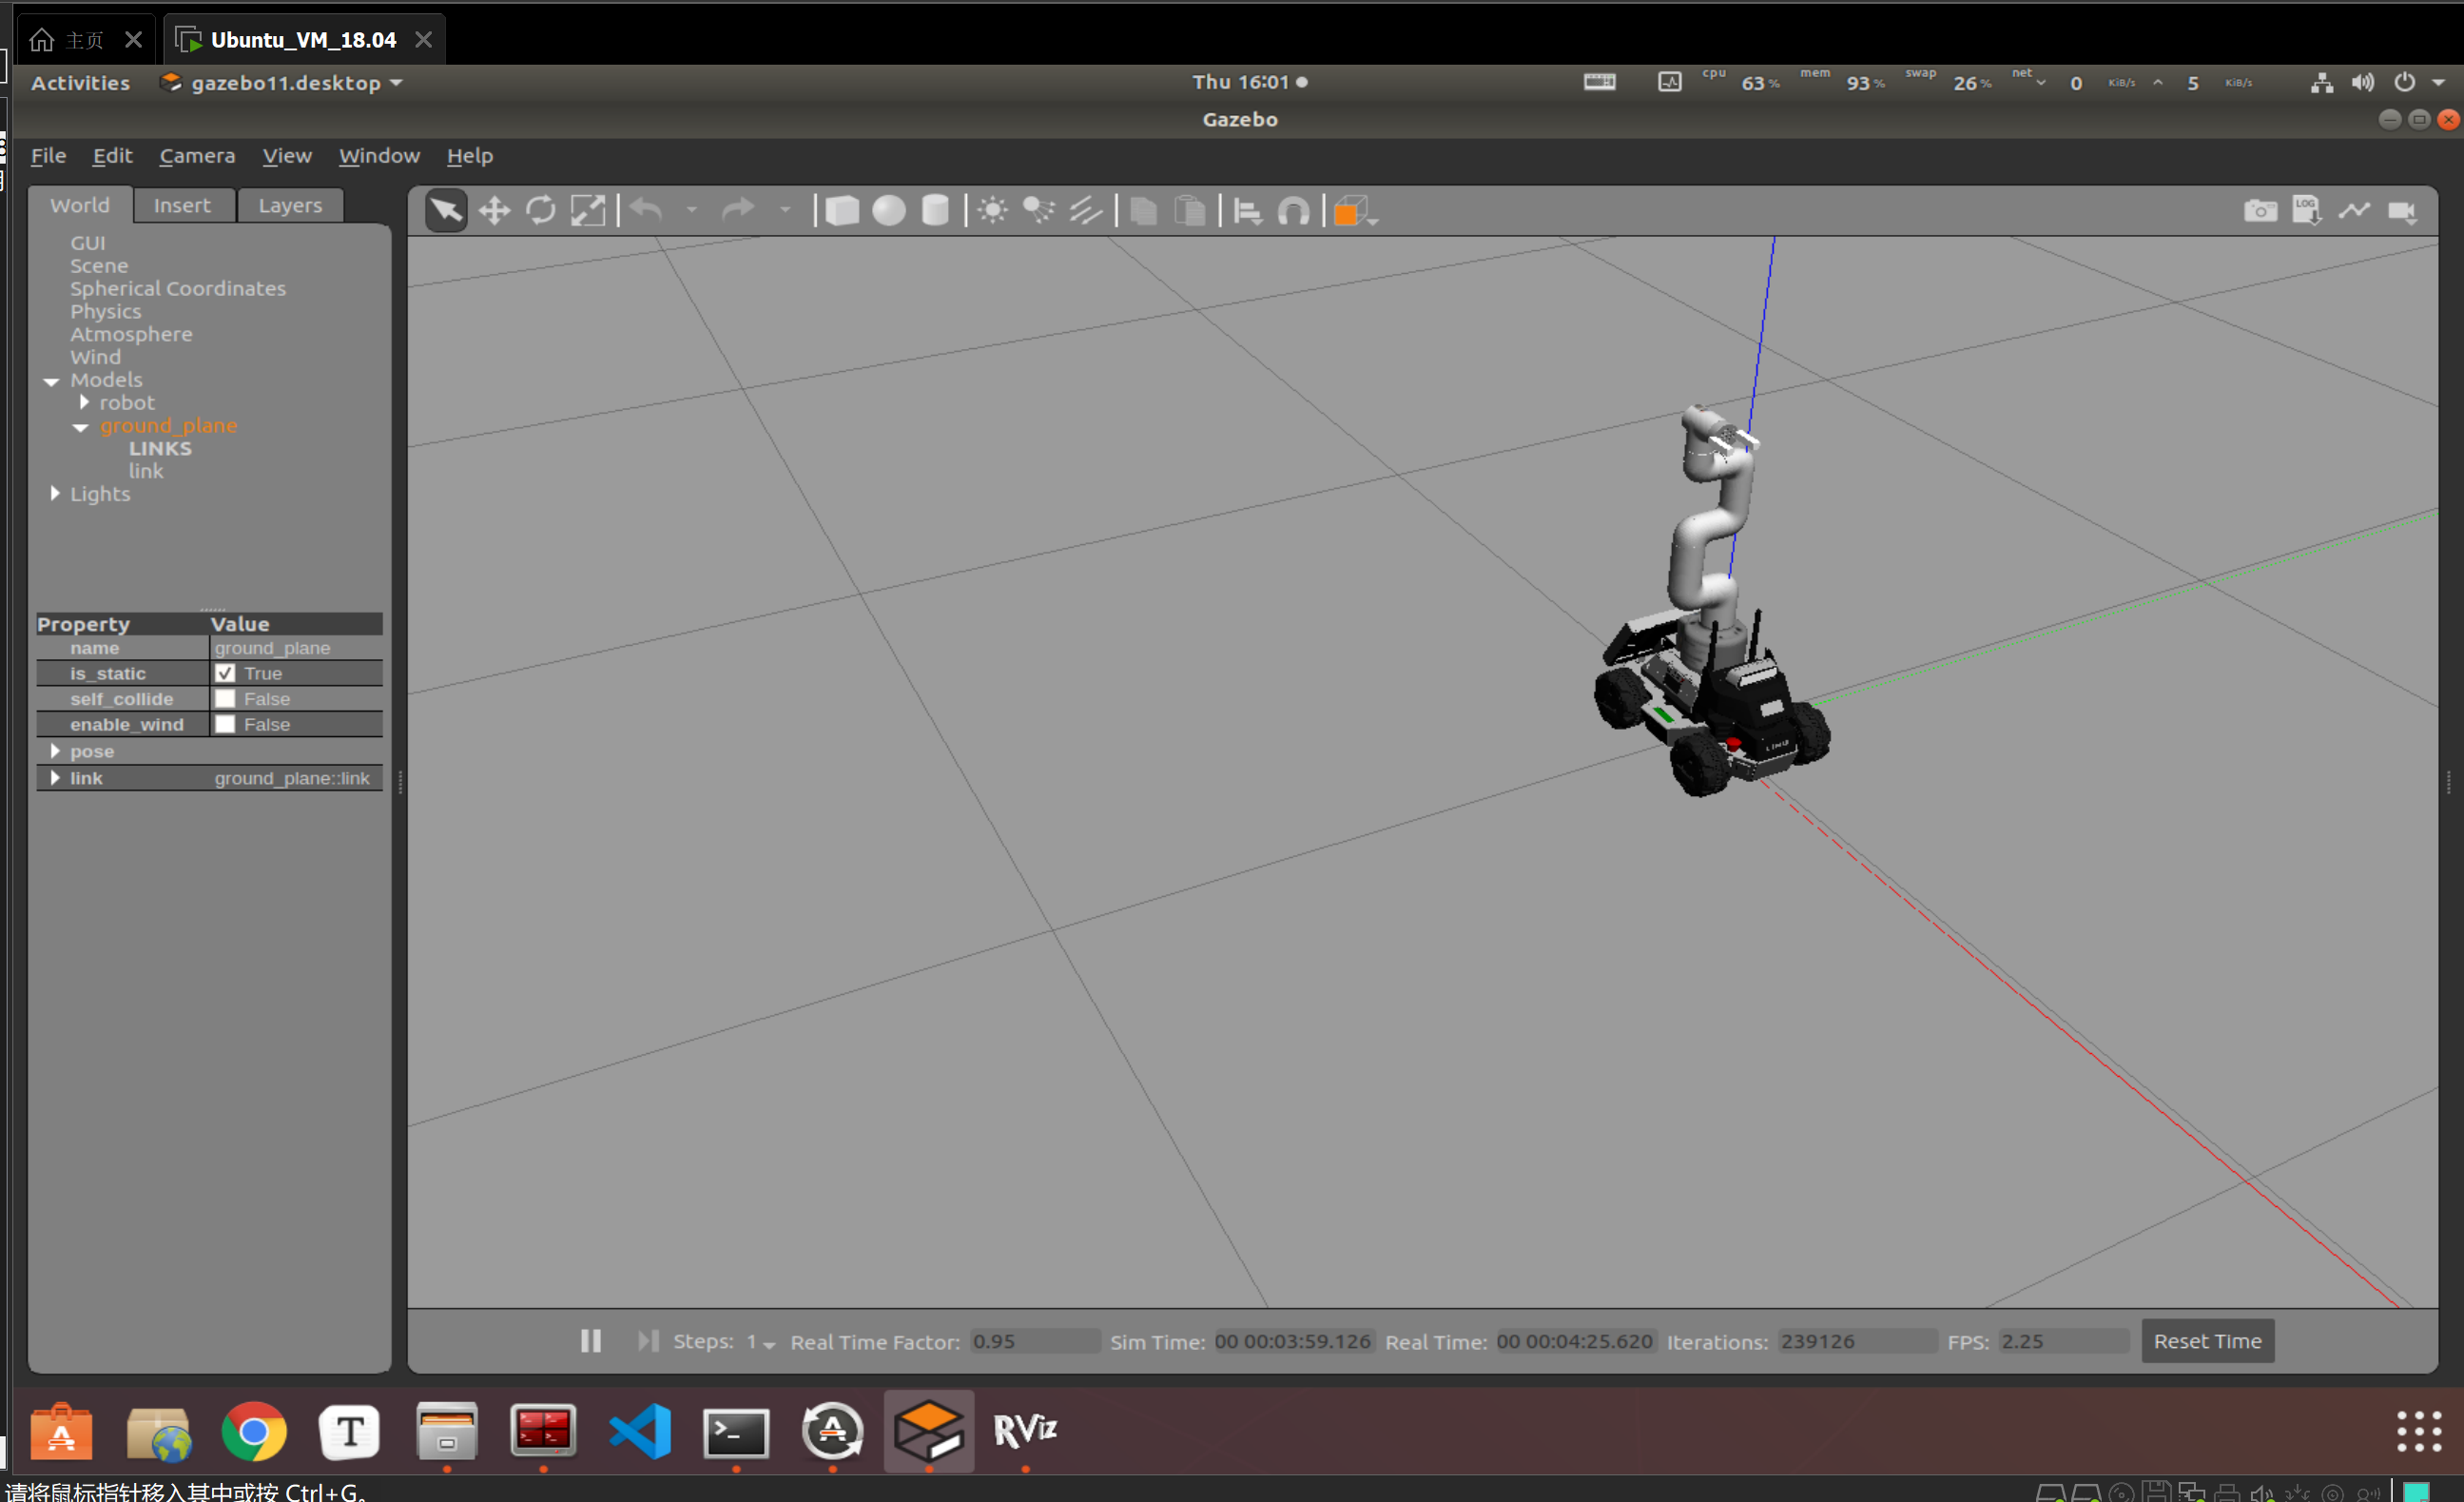 主页
Ubuntu_VM_18.04
Activities
gazebo11.desktop
Thu 16:01
cpu 63 %
mem 93 %
swap 26 %
net 0 KiB/s 5 KiB/s
Gazebo
File Edit Camera View Window Help
World Insert Layers
GUI
Scene
Spherical Coordinates
Physics
Atmosphere
Wind
Models
robot
ground_plane
LINKS
link
Lights
Property Value
name ground_plane
is_static True
self_collide False
enable_wind False
pose
link ground_plane::link
LOG
Steps: 1 Real Time Factor: 0.95 Sim Time: 00 00:03:59.126 Real Time: 00 00:04:25.620 Iterations: 239126 FPS: 2.25 Reset Time
T
RViz
请将鼠标指针移入其中或按 Ctrl+G。